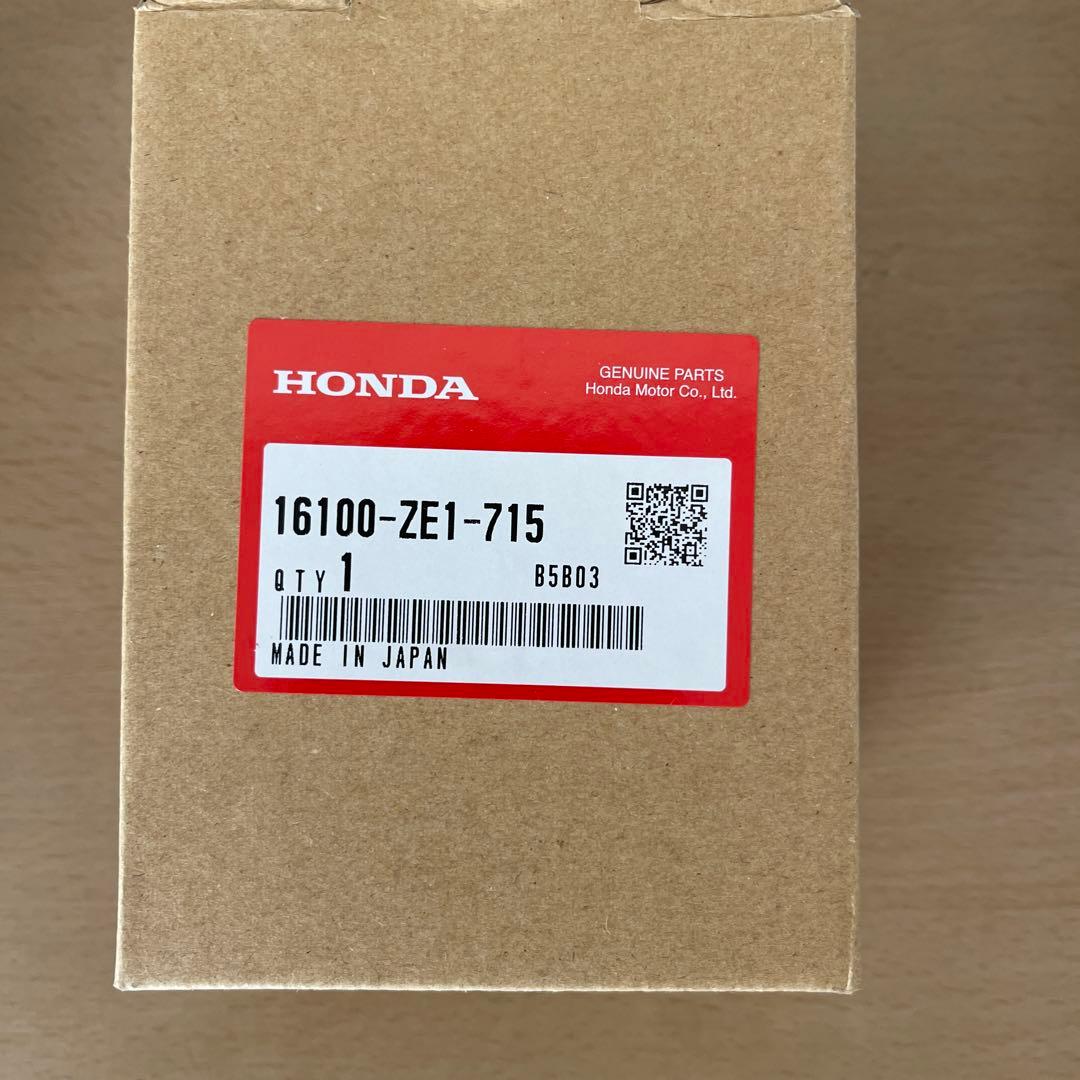 HONDA
GENUINE PARTS
Honda Motor Co., Ltd.
16100-ZE1-715
QTY 1
B5B03
MADE IN JAPAN